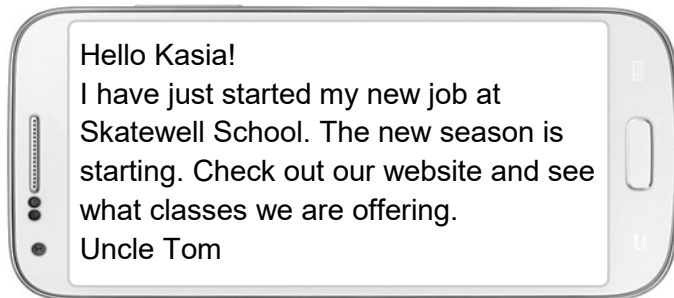 Hello Kasia!
I have just started my new job at
Skatewell School. The new season is
starting. Check out our website and see
what classes we are offering.
Uncle Tom